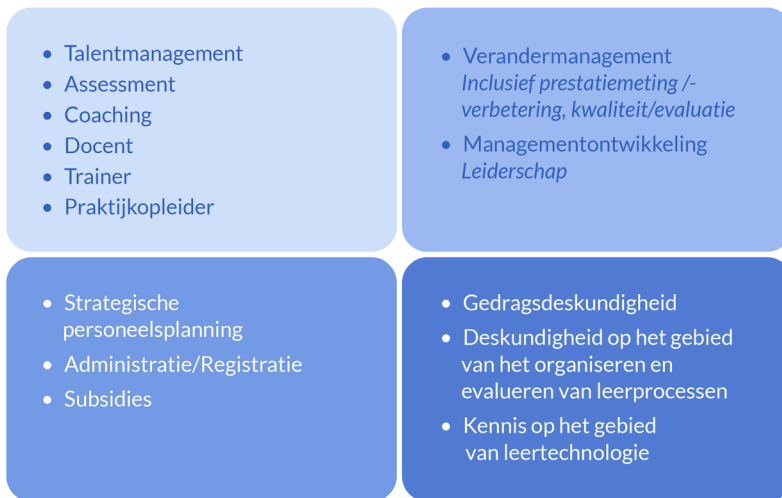 • Talentmanagement
• Assessment
• Coaching
• Docent
• Trainer
• Praktijkopleider
• Verandermanagement
Inclusief prestatiemeting /-
verbetering, kwaliteit/evaluatie
• Managementontwikkeling
Leiderschap
• Strategische
personeelsplanning
• Administratie/Registratie
• Subsidies
• Gedragsdeskundigheid
• Deskundigheid op het gebied
van het organiseren en
evalueren van leerprocessen
• Kennis op het gebied
van leertechnologie